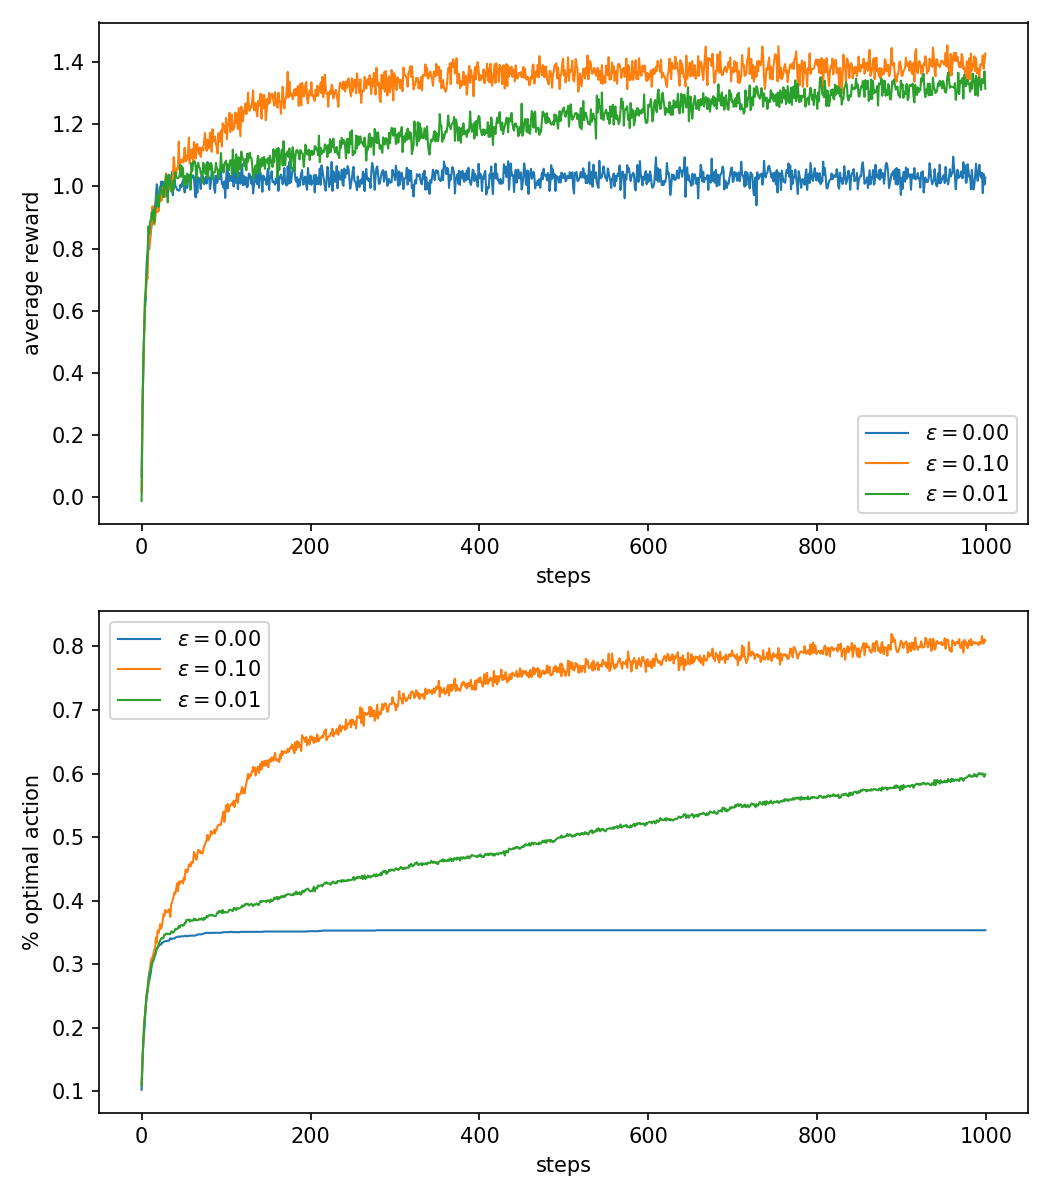 1.4
1.2
1.0
0.8
0.6
0.4
0.2
0.0
average reward
ε = 0.00
ε = 0.10
ε = 0.01
0 200 400 600 800 1000
steps
ε = 0.00
ε = 0.10
ε = 0.01
0.8
0.7
0.6
0.5
0.4
0.3
0.2
0.1
% optimal action
0 200 400 600 800 1000
steps